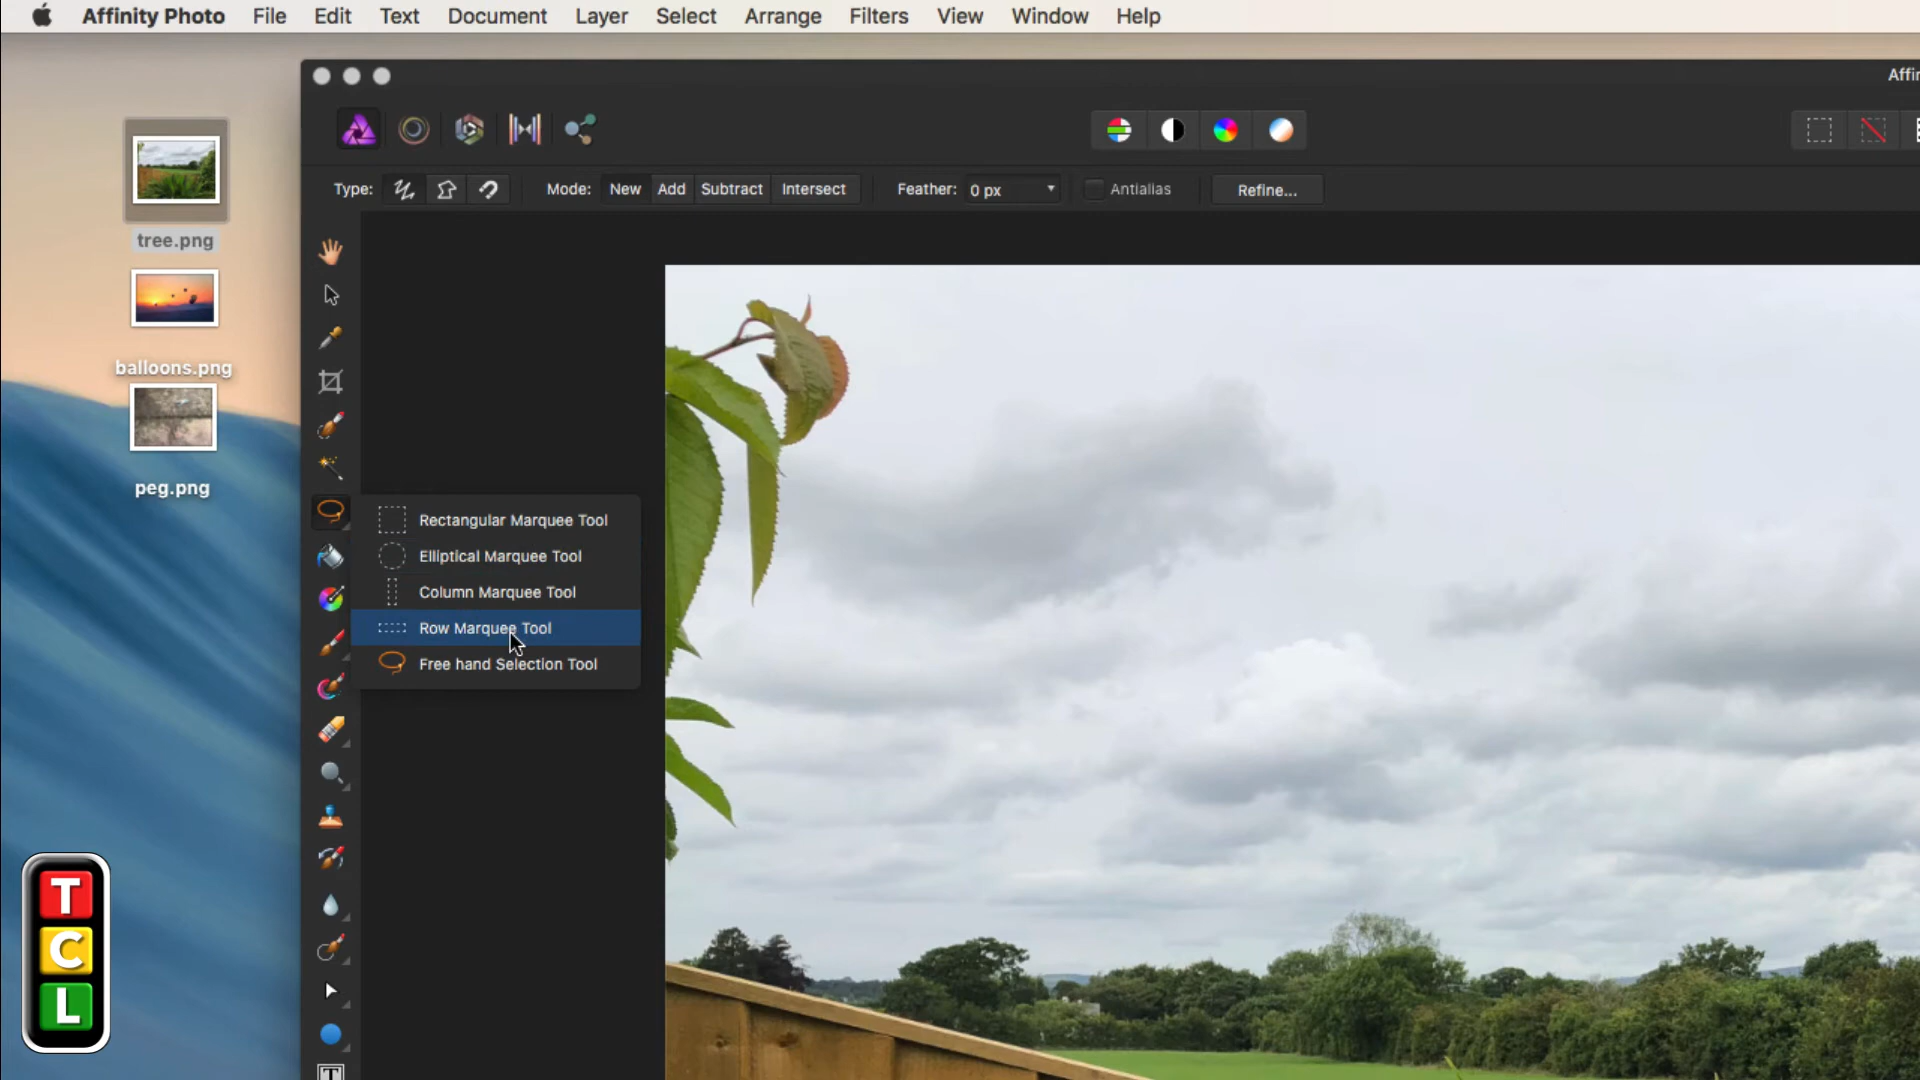 Affinity Photo File Edit Text Document Layer Select Arrange Filters View Window Help
Affin
Type: Mode: New Add Subtract Intersect Feather: 0 px Antialias Refine...
tree.png
balloons.png
peg.png
Rectangular Marquee Tool
Elliptical Marquee Tool
Column Marquee Tool
Row Marquee Tool
Free hand Selection Tool
T
C
L